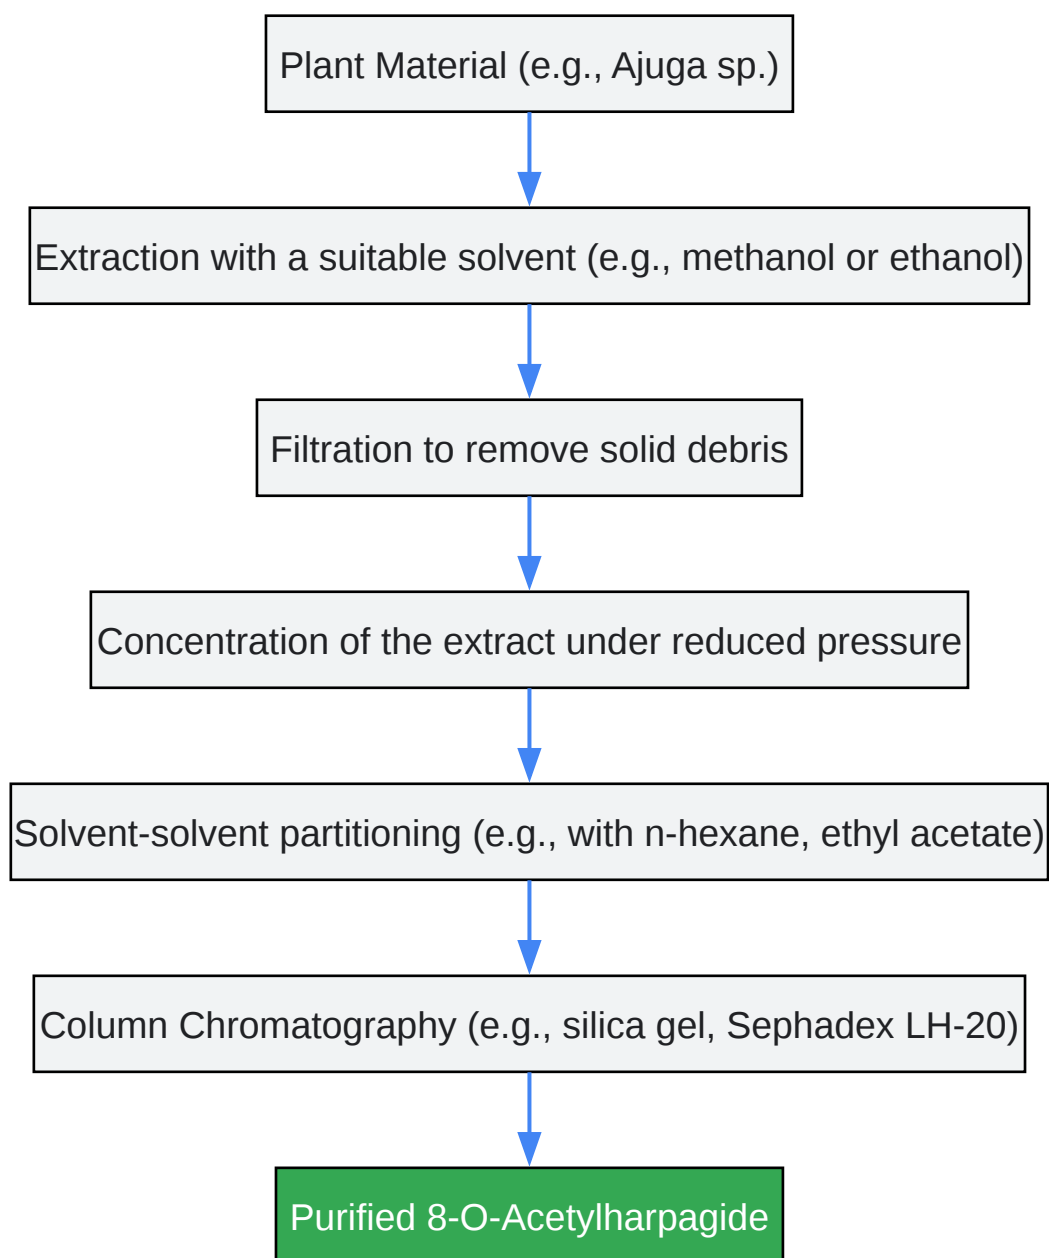 Plant Material (e.g., Ajuga sp.)
Extraction with a suitable solvent (e.g., methanol or ethanol)
Filtration to remove solid debris
Concentration of the extract under reduced pressure
Solvent-solvent partitioning (e.g., with n-hexane, ethyl acetate)
Column Chromatography (e.g., silica gel, Sephadex LH-20)
Purified 8-O-Acetylharpagide